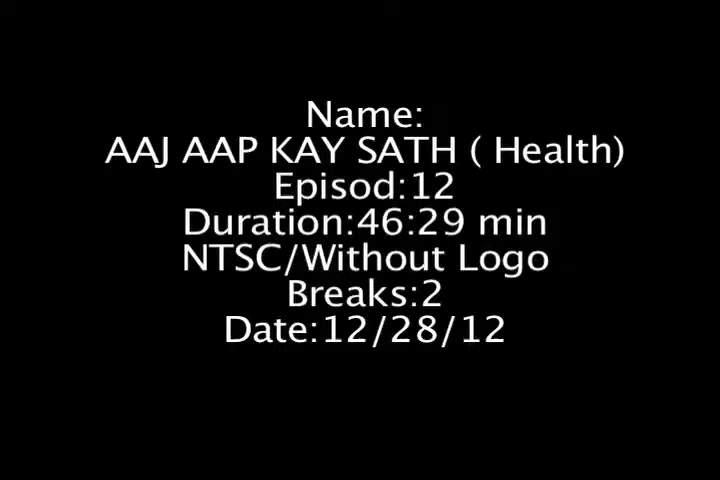 Name:
AAJ AAP KAY SATH ( Health)
Episod:12
Duration:46:29 min
NTSC/Without Logo
Breaks:2
Date:12/28/12